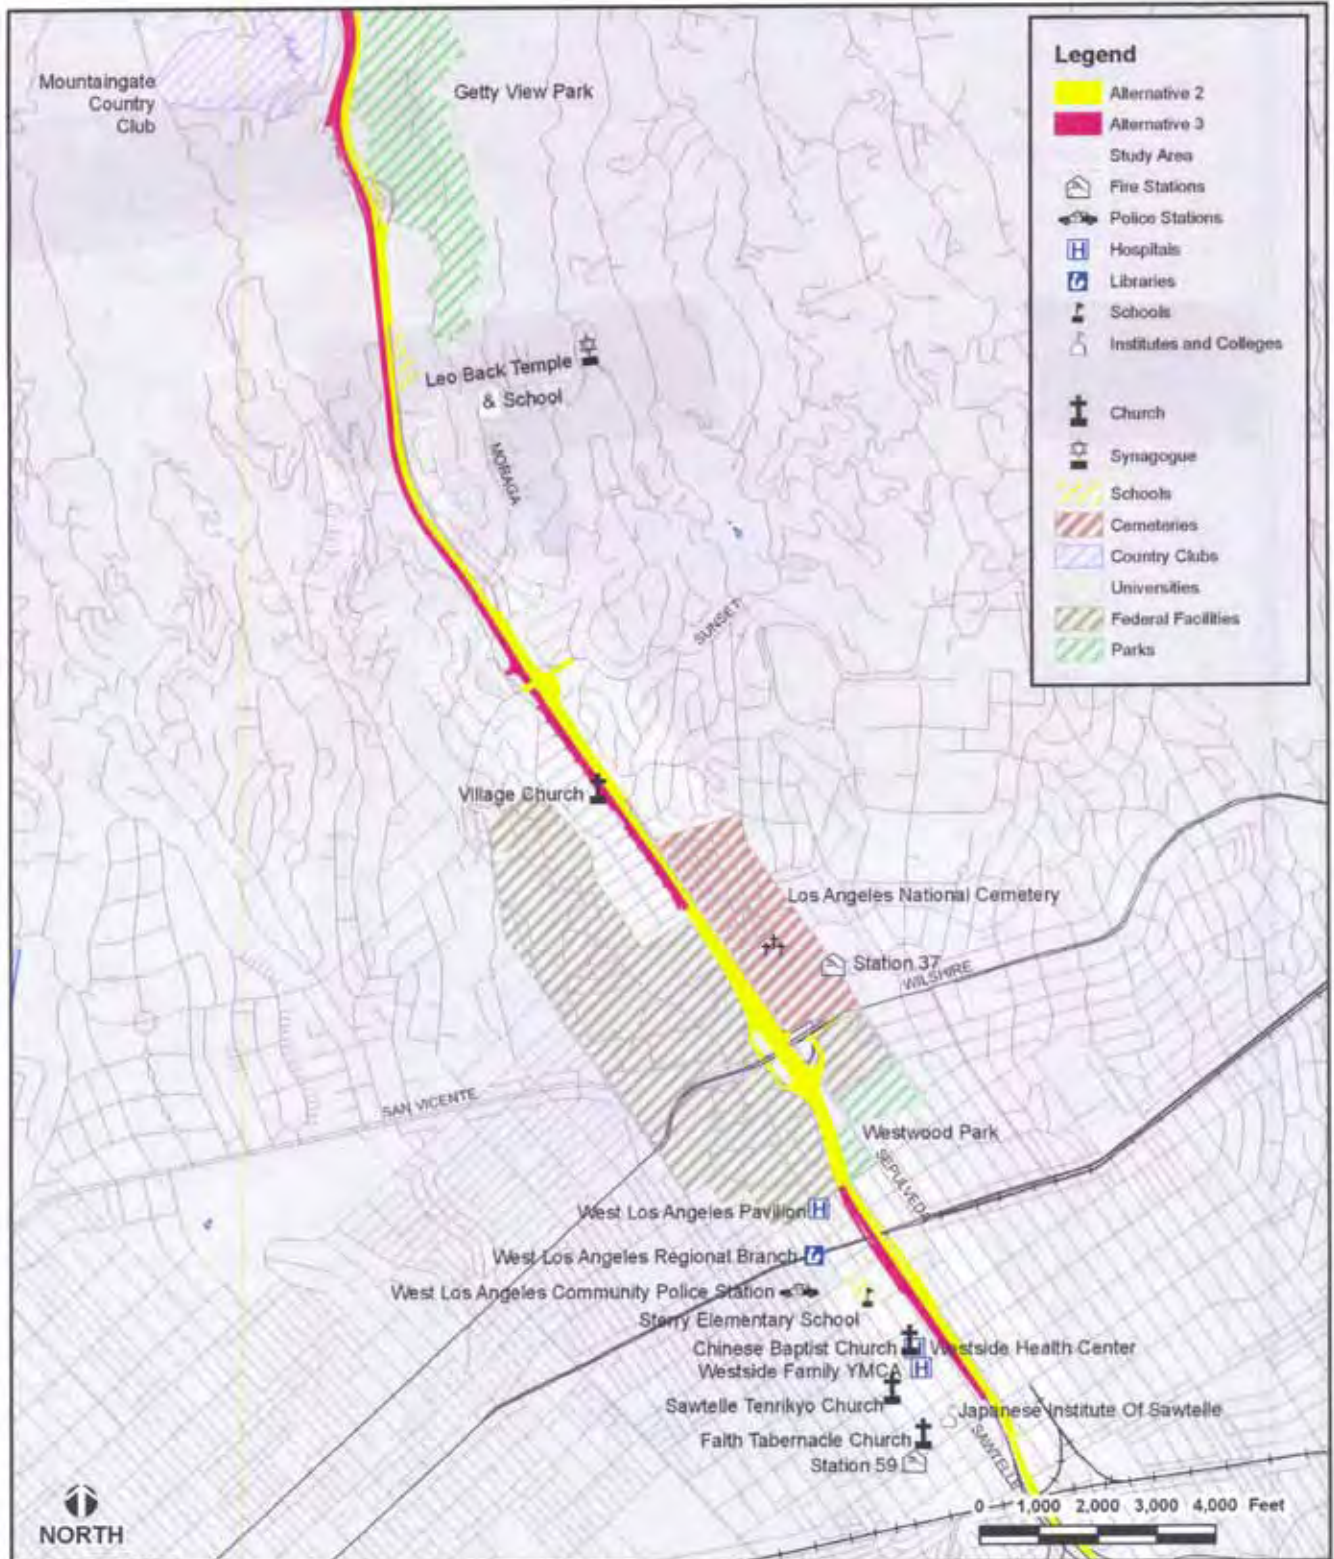 Mountaingate
Country
Club
Getty View Park
Legend
Alternative 2
Alternative 3
Study Area
Fire Stations
Police Stations
H
Hospitals
Libraries
Schools
Institutes and Colleges
Church
Synagogue
Schools
Cemeteries
Country Clubs
Universities
Federal Facilities
Parks
Leo Back Temple
& School
MORAGA
SUNSET
Village Church
Los Angeles National Cemetery
Station 37
WILSHIRE
SAN VICENTE
Westwood Park
SEPULVEDA
West Los Angeles Pavilion H
West Los Angeles Regional Branch
West Los Angeles Community Police Station
Sterry Elementary School
Chinese Baptist Church H Westside Health Center
Westside Family YMCA H
Sawtelle Tenrikyo Church
Japanese Institute Of Sawtelle
Faith Tabernacle Church
SAWTELLE
Station 59
NORTH
0 1,000 2,000 3,000 4,000 Feet